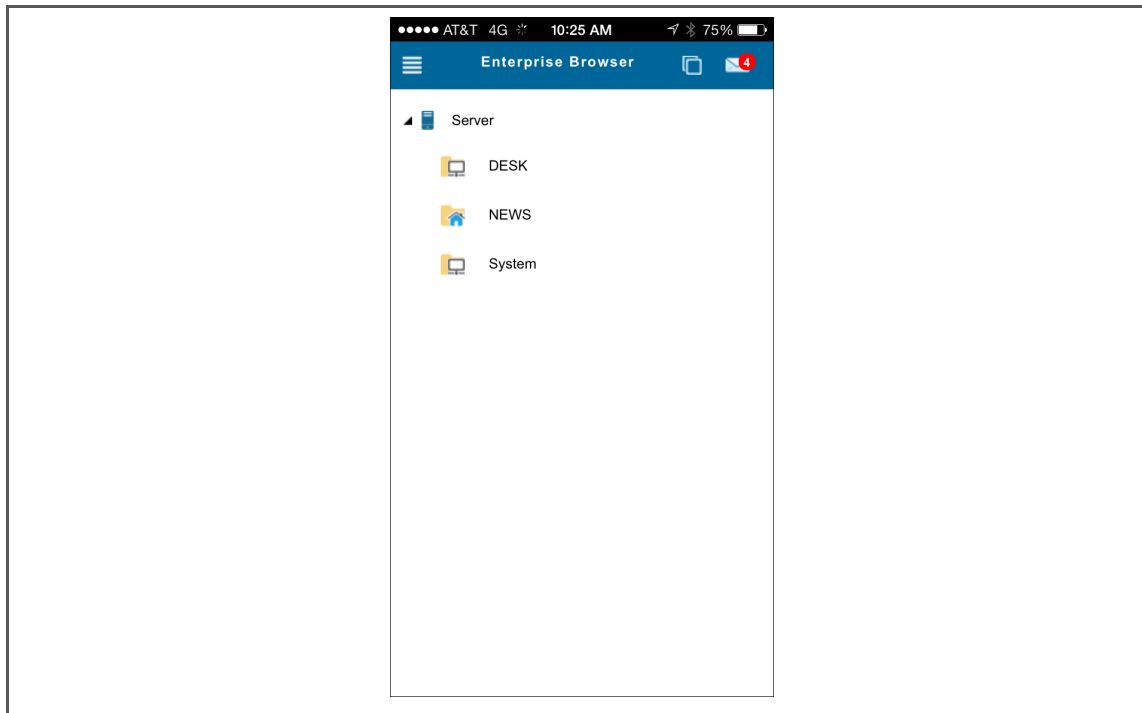 AT&T 4G 10:25 AM 75%
Enterprise Browser 4
Server
DESK
NEWS
System